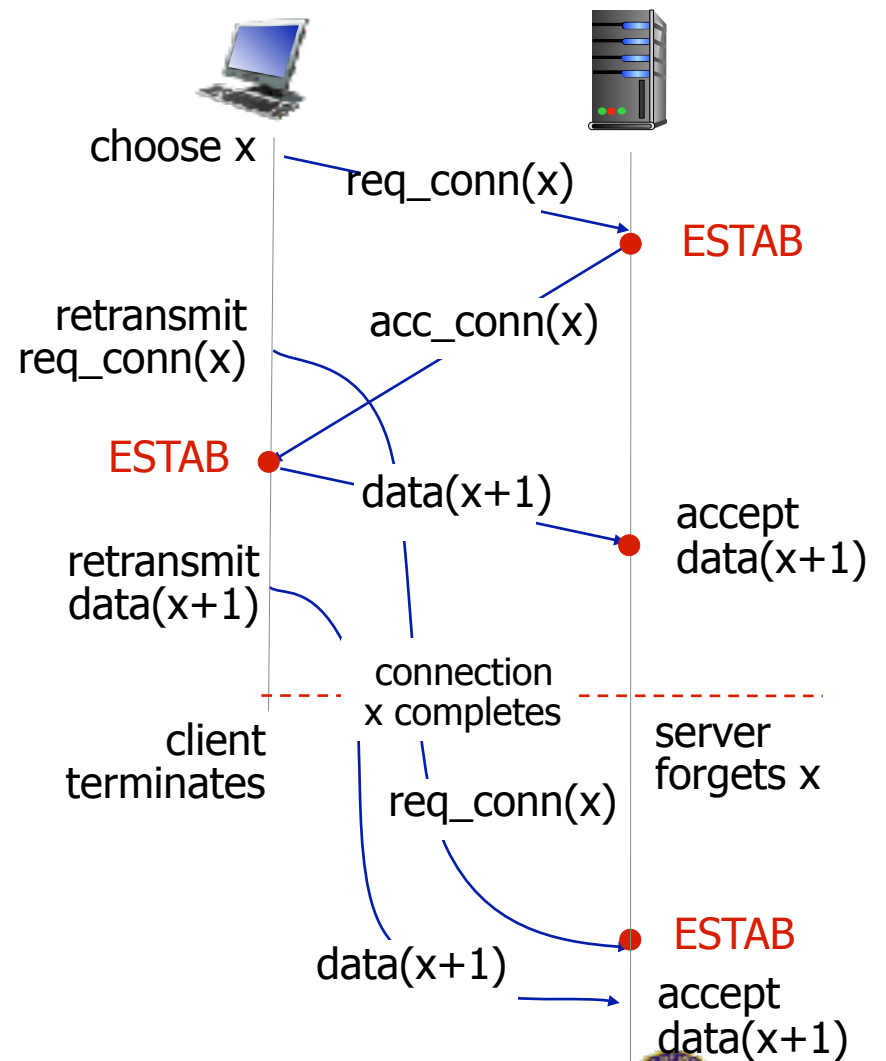 choose x
req_conn(x)
ESTAB
retransmit
req_conn(x)
acc_conn(x)
ESTAB
data(x+1)
accept
data(x+1)
retransmit
data(x+1)
connection
x completes
client
terminates
server
forgets x
req_conn(x)
ESTAB
data(x+1)
accept
data(x+1)